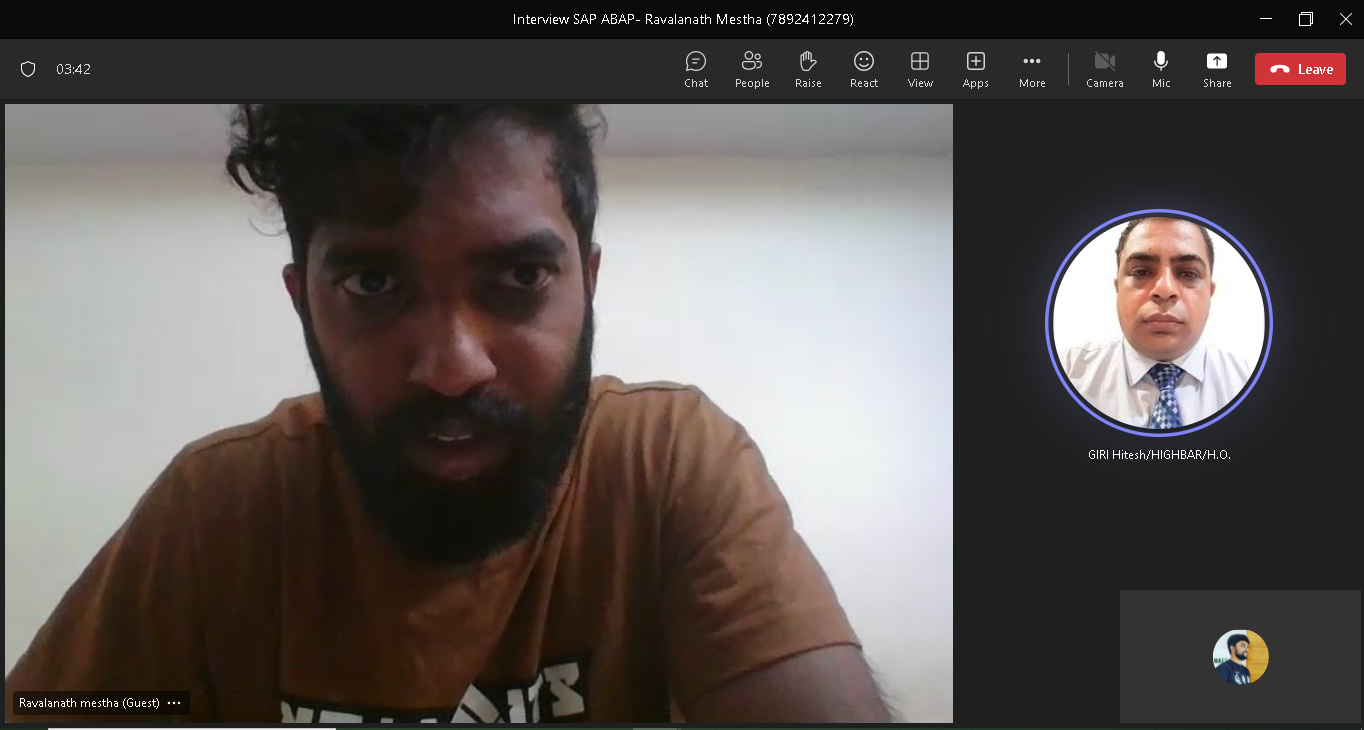 Interview SAP ABAP- Ravalanath Mestha (7892412279)
03:42
Chat
People
Raise
React
View
Apps
More
Camera
Mic
Share
Leave
GIRI Hitesh/HIGHBAR/H.O.
Ravalanath mestha (Guest)